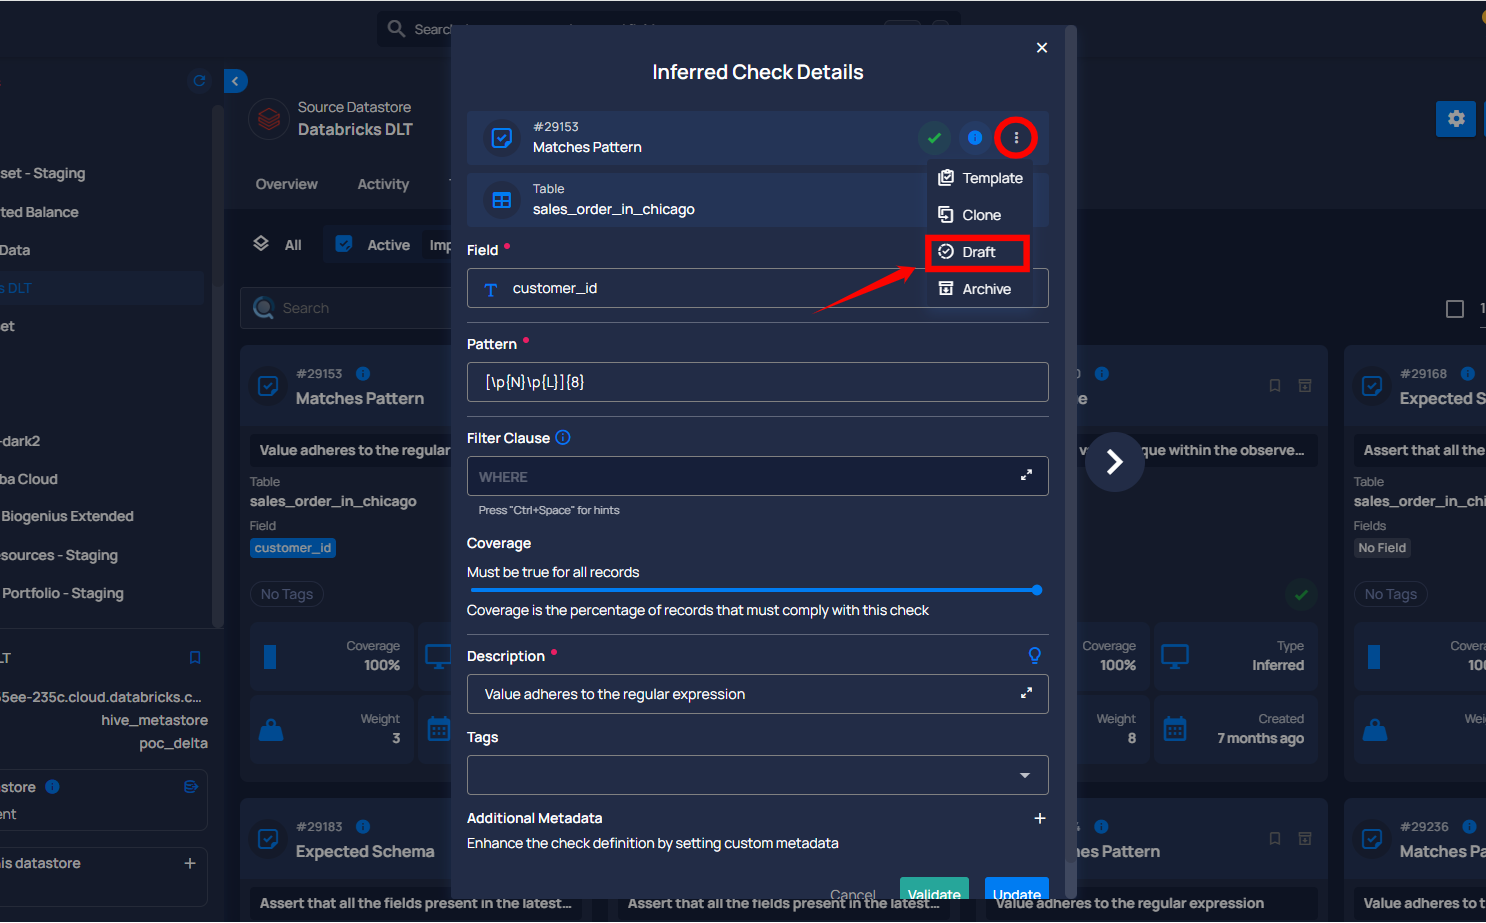 Search
Source Datastore
Databricks DLT
Overview
Activity
All
Active
Imp
Search
set - Staging
ted Balance
Data
s DLT
et
-dark2
ba Cloud
Biogenius Extended
sources - Staging
Portfolio - Staging
LT
5ee-235c.cloud.databricks.c...
hive_metastore
poc_delta
store
ent
is datastore
#29153
Matches Pattern
Value adheres to the regular
Table
sales_order_in_chicago
Field
customer_id
No Tags
Coverage
100%
Weight
3
#29183
Expected Schema
Assert that all the fields present in the latest...
Inferred Check Details
#29153
Matches Pattern
Table
sales_order_in_chicago
Template
Clone
Draft
Archive
Field *
customer_id
Pattern *
[\p{N}\p{L}]{8}
Filter Clause
WHERE
Press "Ctrl+Space" for hints
Coverage
Must be true for all records
Coverage is the percentage of records that must comply with this check
Description *
Value adheres to the regular expression
Tags
Additional Metadata
Enhance the check definition by setting custom metadata
Cancel
Validate
Update
Assert that all the fields present in the latest...
0
e
que within the observe...
Coverage
100%
Type
Inferred
Weight
8
Created
7 months ago
es Pattern
Value adheres to the regular expression
1
#29168
Expected S
Assert that all the
Table
sales_order_in_chi
Fields
No Field
No Tags
Covera
100
Wei
#29236
Matches Pa
Value adheres to t